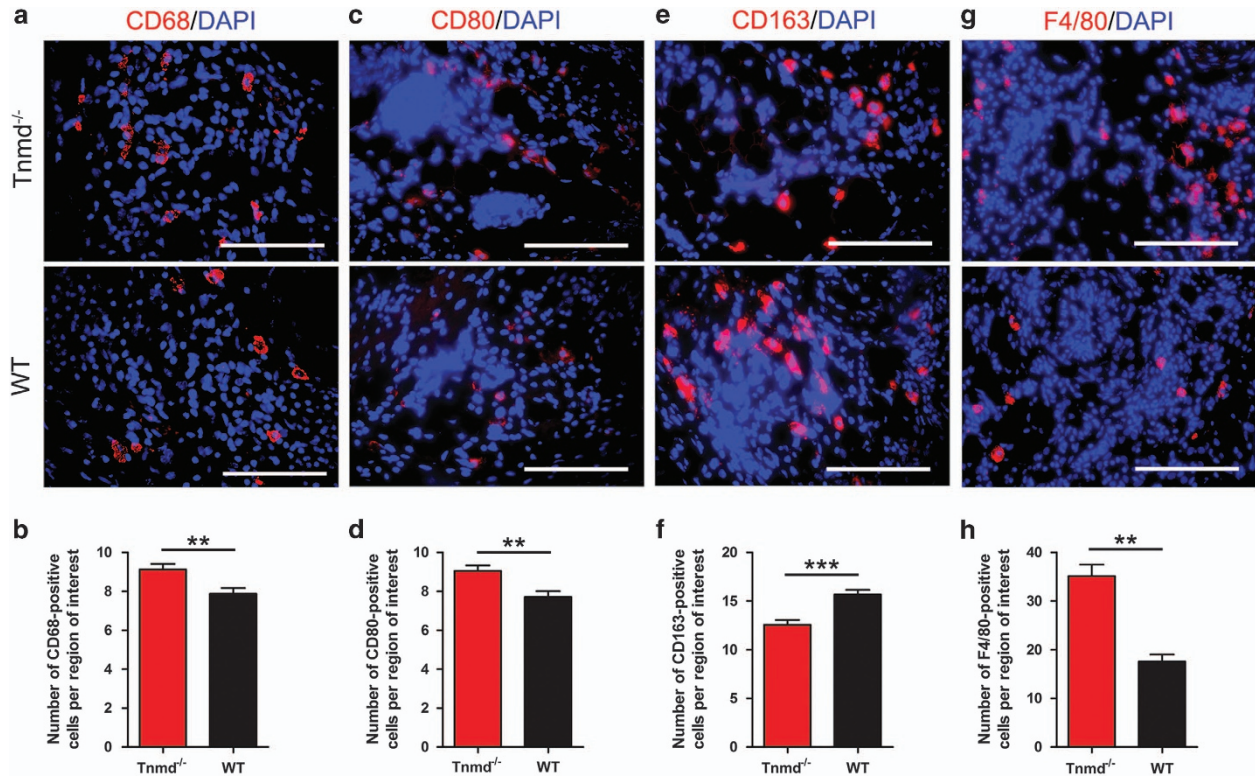 a
CD68/DAPI
c
CD80/DAPI
e
CD163/DAPI
g
F4/80/DAPI
Tnmd-/-
WT
b
Number of CD68-positive
cells per region of interest
10
8
6
4
2
0
**
Tnmd-/-
WT
d
Number of CD80-positive
cells per region of interest
10
8
6
4
2
0
**
Tnmd-/-
WT
f
Number of CD163-positive
cells per region of interest
20
15
10
5
0
***
Tnmd-/-
WT
h
Number of F4/80-positive
cells per region of interest
40
30
20
10
0
**
Tnmd-/-
WT